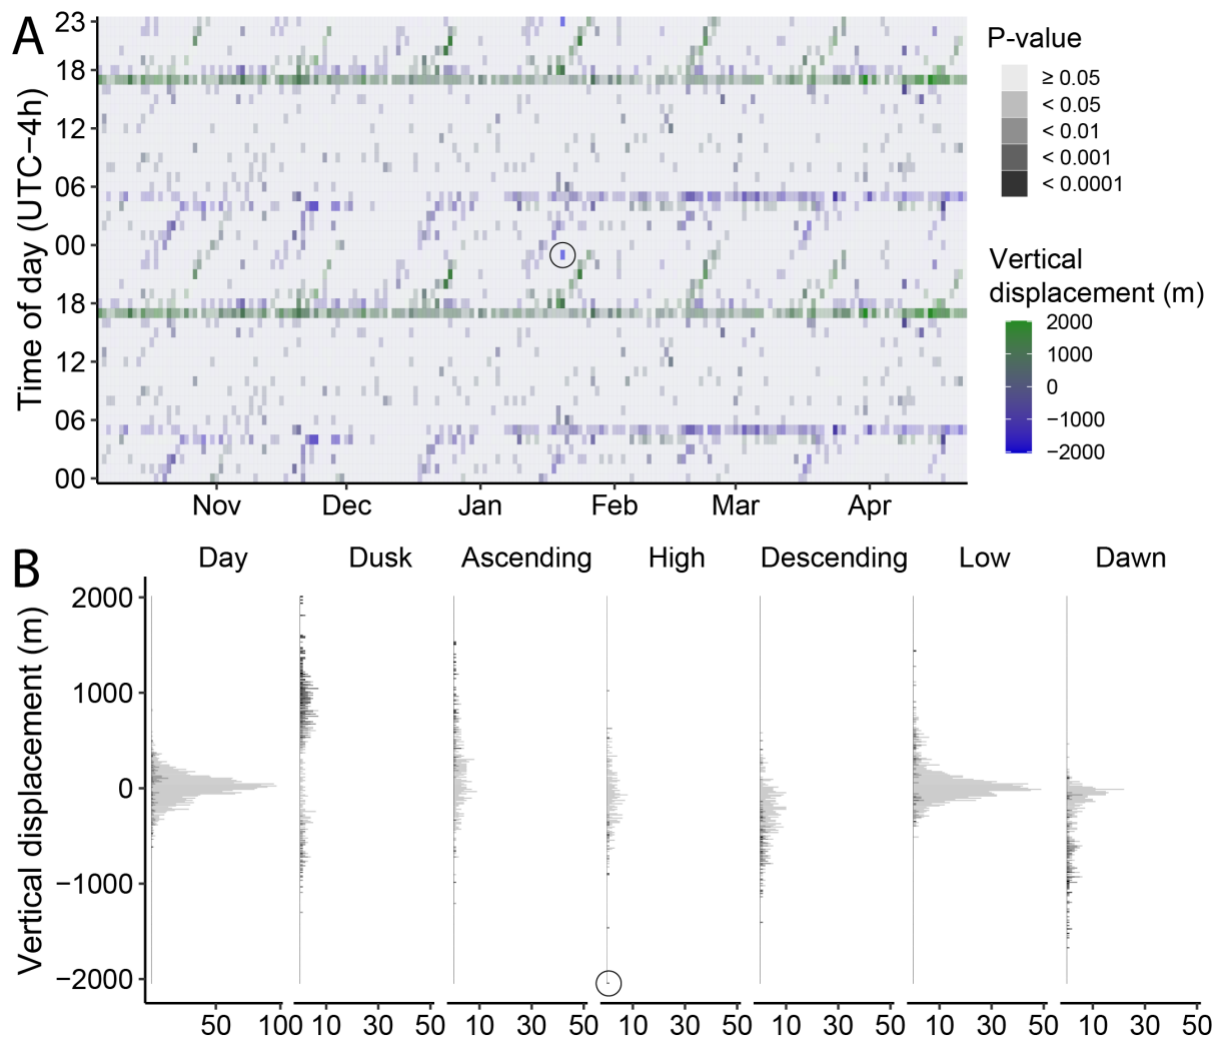 A
23
18
12
06
00
18
12
06
00
Time of day (UTC−4h)
Nov Dec Jan Feb Mar Apr
P-value
≥ 0.05
< 0.05
< 0.01
< 0.001
< 0.0001
Vertical
displacement (m)
2000
1000
0
−1000
−2000
B
Day Dusk Ascending High Descending Low Dawn
Vertical displacement (m)
2000
1000
0
−1000
−2000
50 100 10 30 50 10 30 50 10 30 50 10 30 50 10 30 50 10 30 50